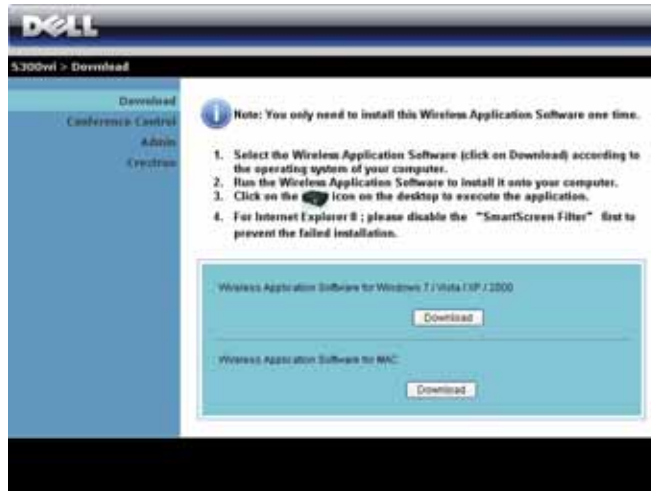 DELL
S300wi > Download
Download
Conference Control
Admin
Crestron
Note: You only need to install this Wireless Application Software one time.
1. Select the Wireless Application Software (click on Download) according to
the operating system of your computer.
2. Run the Wireless Application Software to install it onto your computer.
3. Click on the icon on the desktop to execute the application.
4. For Internet Explorer 8 ; please disable the "SmartScreen Filter" first to
prevent the failed installation.
Wireless Application Software for Windows 7 / Vista / XP / 2000
Download
Wireless Application Software for MAC
Download